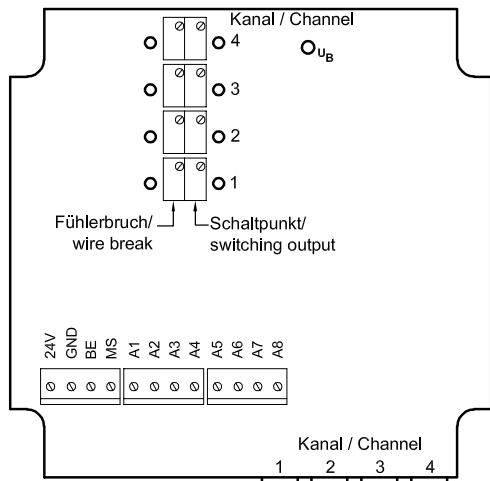 Kanal / Channel
4
UB
3
2
1
Fühlerbruch/
wire break
Schaltpunkt/
switching output
24V GND BE MS A1 A2 A3 A4 A5 A6 A7 A8
Kanal / Channel
1 2 3 4